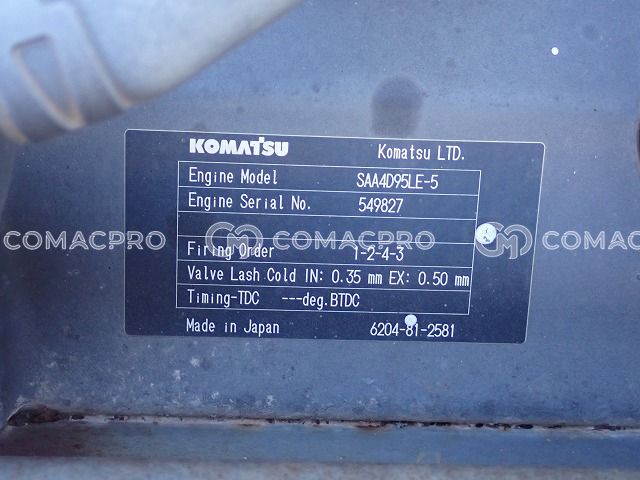 KOMATSU Komatsu LTD.
Engine Model SAA4D95LE-5
Engine Serial No. 549827
COMACPRO COMACPRO COMACPRO
Firing Order 1-2-4-3
Valve Lash Cold IN: 0.35 mm EX: 0.50 mm
Timing-TDC ---deg.BTDC
Made in Japan 6204-81-2581